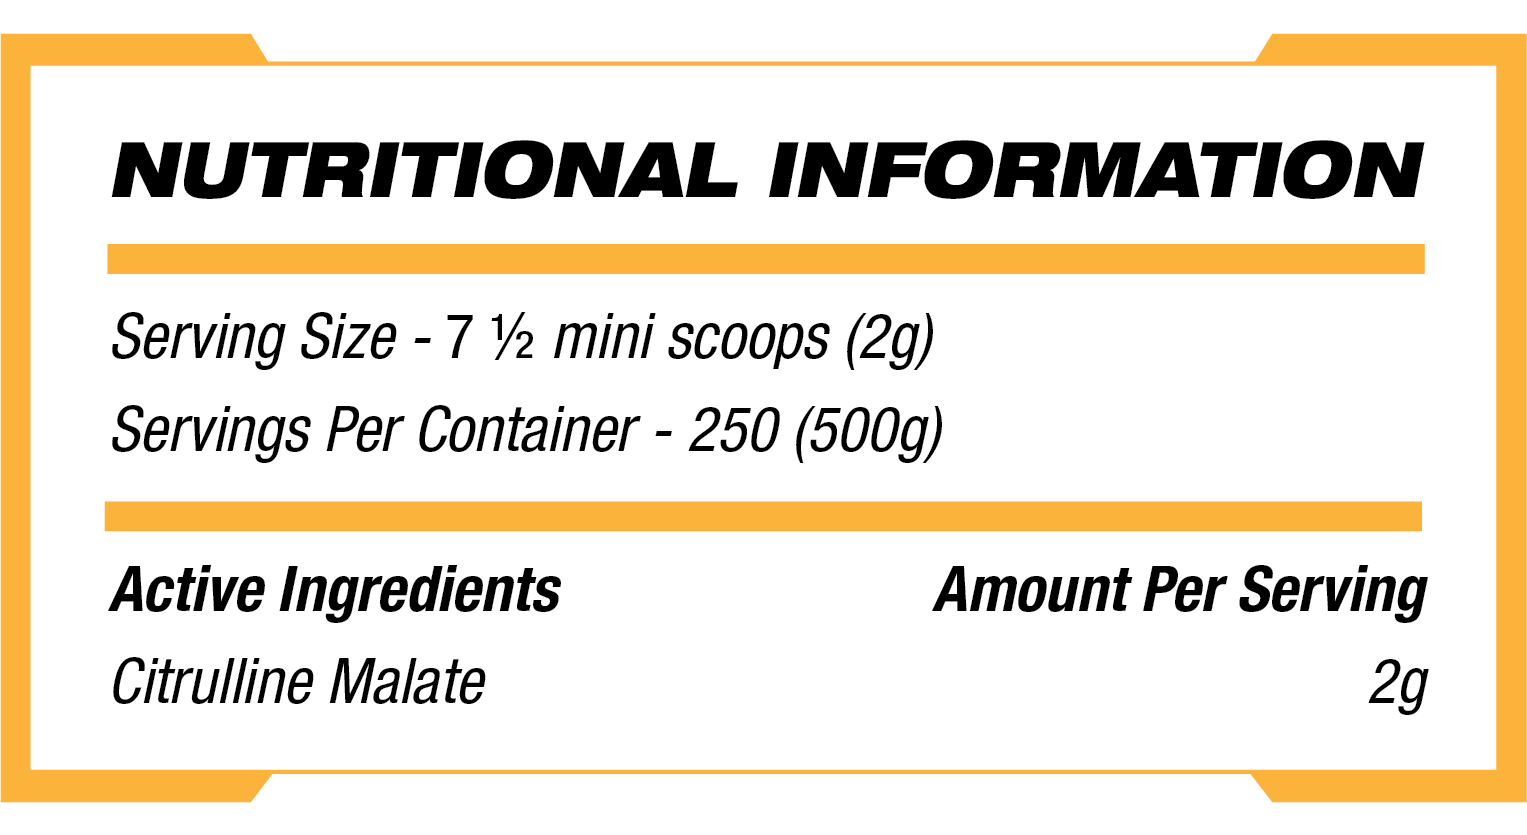 NUTRITIONAL INFORMATION
Serving Size - 7 ½ mini scoops (2g)
Servings Per Container - 250 (500g)
Active Ingredients Amount Per Serving
Citrulline Malate 2g